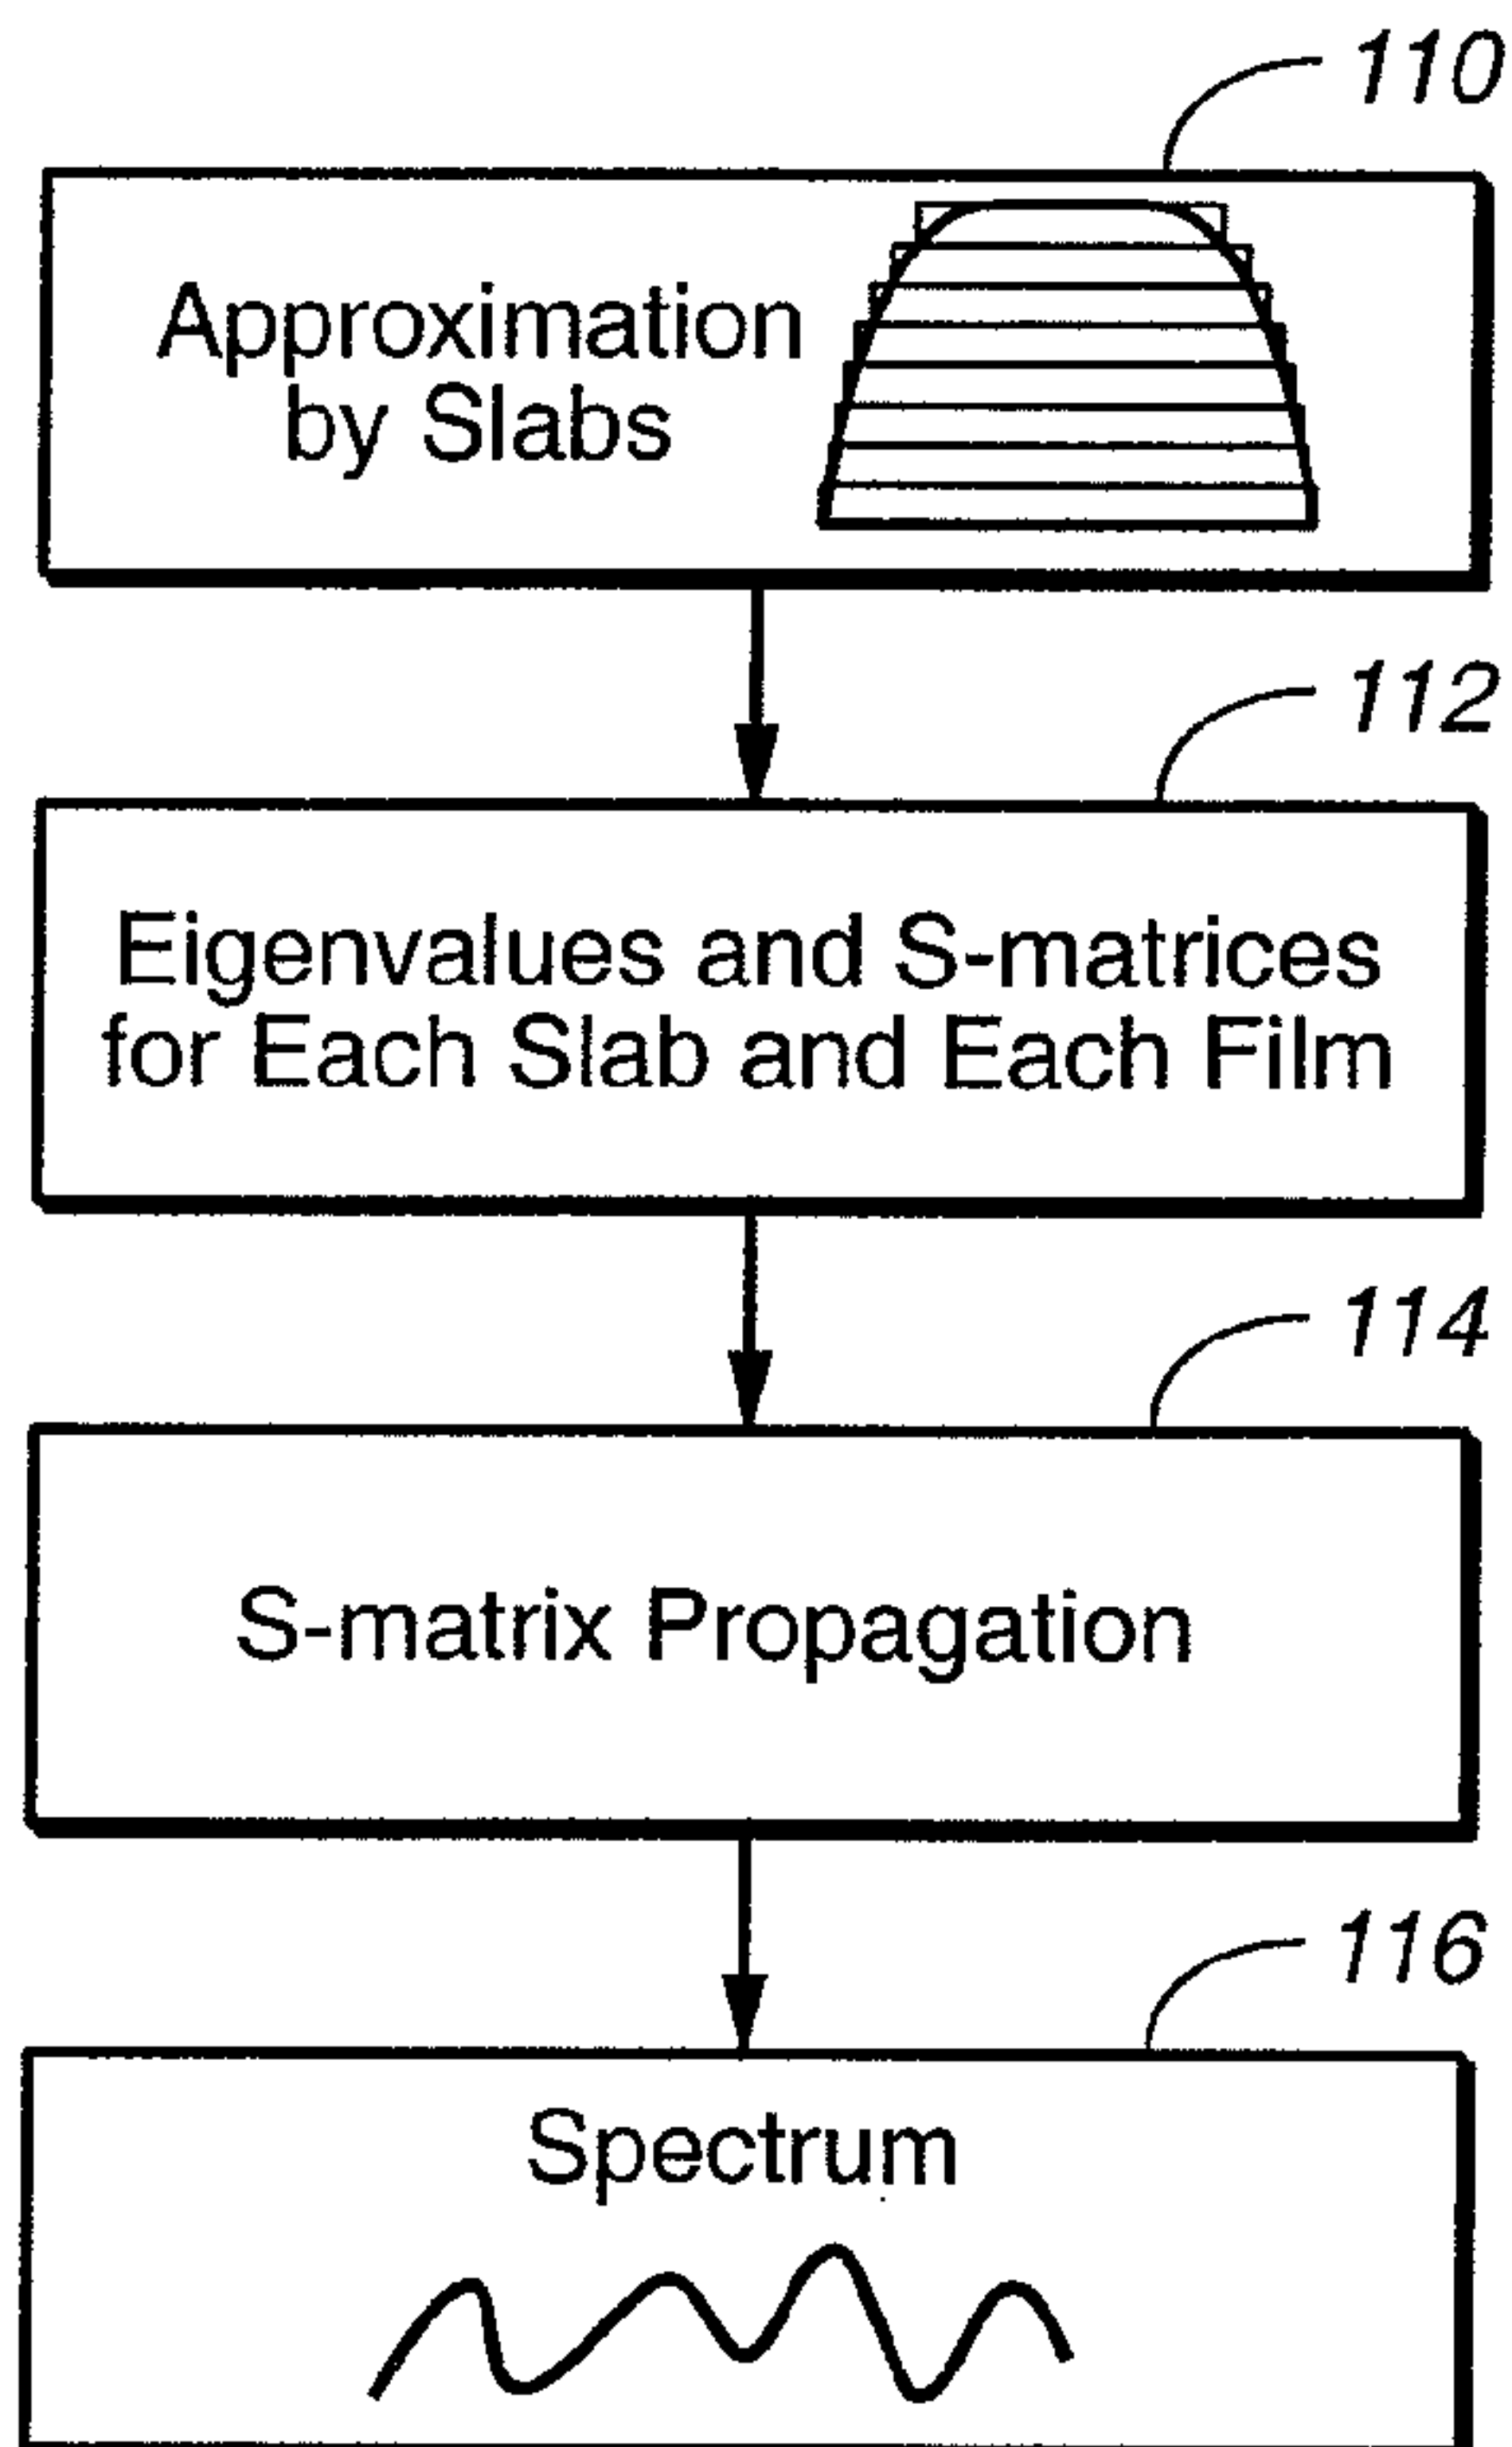 110
Approximation
by Slabs
112
Eigenvalues and S-matrices
for Each Slab and Each Film
114
S-matrix Propagation
116
Spectrum